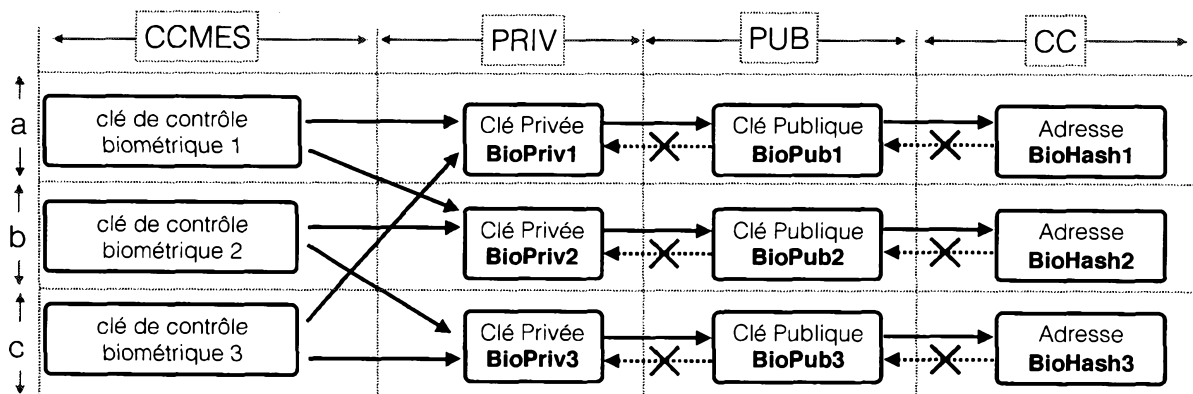 CCMES
PRIV
PUB
CC
a
clé de contrôle
biométrique 1
Clé Privée
BioPriv1
Clé Publique
BioPub1
Adresse
BioHash1
b
clé de contrôle
biométrique 2
Clé Privée
BioPriv2
Clé Publique
BioPub2
Adresse
BioHash2
c
clé de contrôle
biométrique 3
Clé Privée
BioPriv3
Clé Publique
BioPub3
Adresse
BioHash3